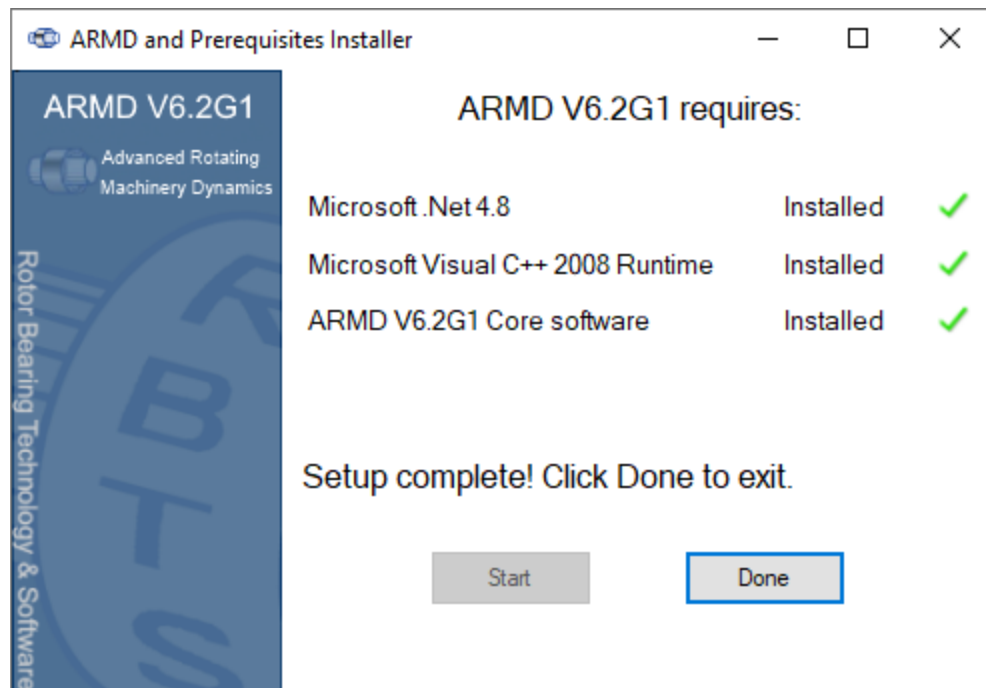 ARMD and Prerequisites Installer
ARMD V6.2G1
Advanced Rotating
Machinery Dynamics
Rotor Bearing Technology & Software
RBTS
ARMD V6.2G1 requires:
Microsoft .Net 4.8 Installed
Microsoft Visual C++ 2008 Runtime Installed
ARMD V6.2G1 Core software Installed
Setup complete! Click Done to exit.
Start Done